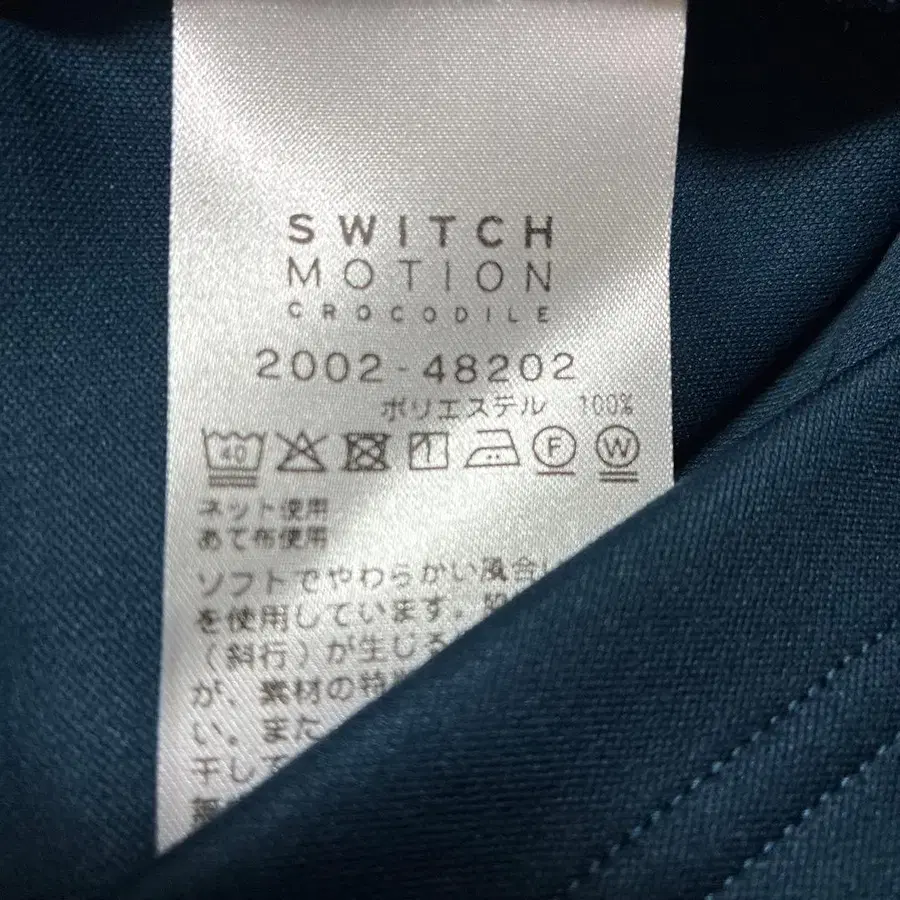 SWITCH
MOTION
CROCODILE
2002-48202
ポリエステル 100%
40 F W
ネット使用
あて布使用
ソフトでやわらかい風合
を使用しています。
(斜行)が生じる
が、素材の特
い。また
干して